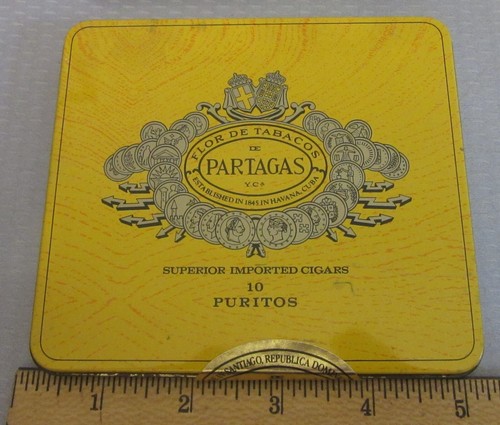 FLOR DE TABACOS
DE
PARTAGAS
Y.Cª
ESTABLISHED IN 1845 IN HAVANA, CUBA
SUPERIOR IMPORTED CIGARS
10
PURITOS
SANTIAGO, REPUBLICA
1 2 3 4 5